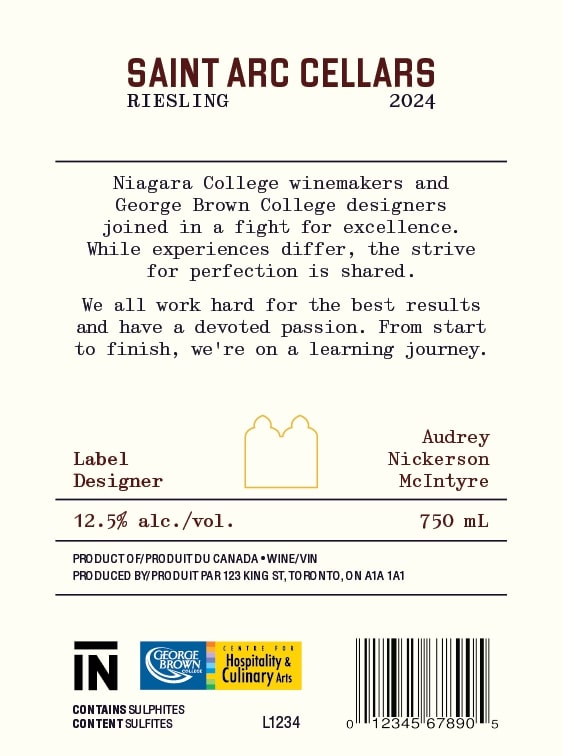 SAINT ARC CELLARS
RIESLING 2024
Niagara College winemakers and
George Brown College designers
joined in a fight for excellence.
While experiences differ, the strive
for perfection is shared.
We all work hard for the best results
and have a devoted passion. From start
to finish, we're on a learning journey.
Label
Designer
Audrey
Nickerson
McIntyre
12.5% alc./vol. 750 mL
PRODUCT OF/PRODUIT DU CANADA • WINE/VIN
PRODUCED BY/PRODUIT PAR 123 KING ST, TORONTO, ON A1A 1A1
IN
GEORGE
BROWN
COLLEGE
CENTRE FOR
Hospitality &
Culinary Arts
CONTAINS SULPHITES
CONTENT SULFITES
L1234
0 12345 67890 5